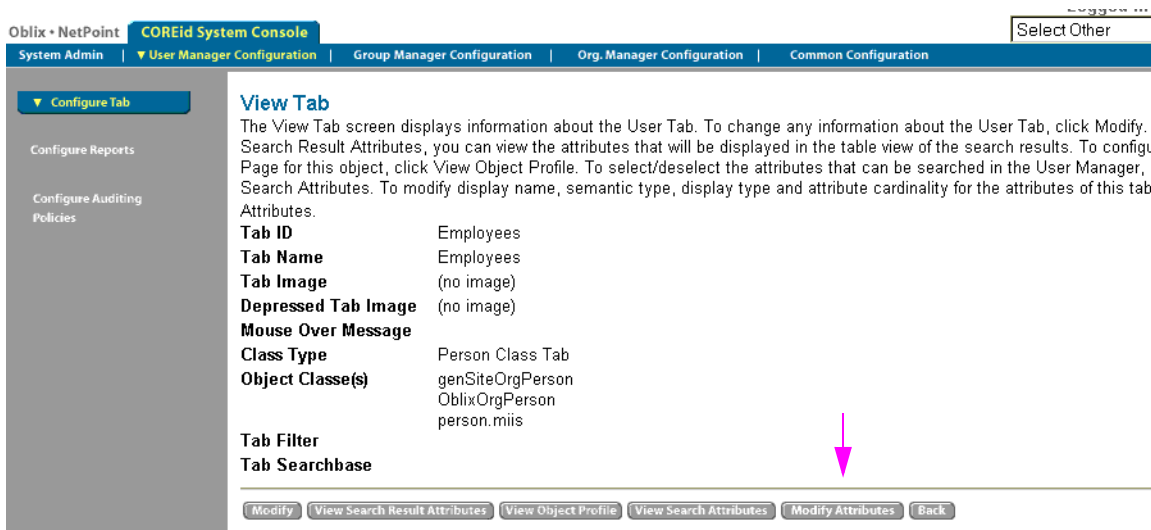 Oblix • NetPoint COREid System Console Select Other
System Admin | ▼ User Manager Configuration | Group Manager Configuration | Org. Manager Configuration | Common Configuration
▼ Configure Tab
Configure Reports
Configure Auditing
Policies
View Tab
The View Tab screen displays information about the User Tab. To change any information about the User Tab, click Modify.
Search Result Attributes, you can view the attributes that will be displayed in the table view of the search results. To configu
Page for this object, click View Object Profile. To select/deselect the attributes that can be searched in the User Manager,
Search Attributes. To modify display name, semantic type, display type and attribute cardinality for the attributes of this tab
Attributes.
Tab ID Employees
Tab Name Employees
Tab Image (no image)
Depressed Tab Image (no image)
Mouse Over Message
Class Type Person Class Tab
Object Classe(s) genSiteOrgPerson
OblixOrgPerson
person.miis
Tab Filter
Tab Searchbase
Modify View Search Result Attributes View Object Profile View Search Attributes Modify Attributes Back